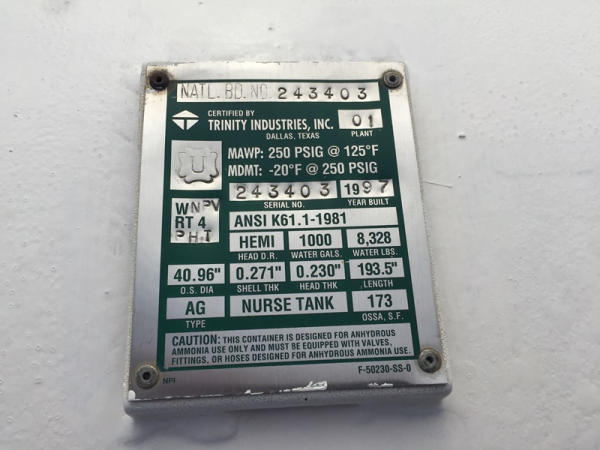 NATL. BD. NO. 243403
CERTIFIED BY
TRINITY INDUSTRIES, INC.
DALLAS, TEXAS
01
PLANT
MAWP: 250 PSIG @ 125°F
MDMT: -20°F @ 250 PSIG
U
243403 1997
SERIAL NO. YEAR BUILT
W NPV
RT 4
PHT
ANSI K61.1-1981
HEMI 1000 8,328
HEAD D.R. WATER GALS. WATER LBS.
40.96" 0.271" 0.230" 193.5"
O.S. DIA SHELL THK HEAD THK LENGTH
AG NURSE TANK 173
TYPE OSSA, S.F.
CAUTION: THIS CONTAINER IS DESIGNED FOR ANHYDROUS
AMMONIA USE ONLY AND MUST BE EQUIPPED WITH VALVES,
FITTINGS, OR HOSES DESIGNED FOR ANHYDROUS AMMONIA.
NPI F-50230-SS-0